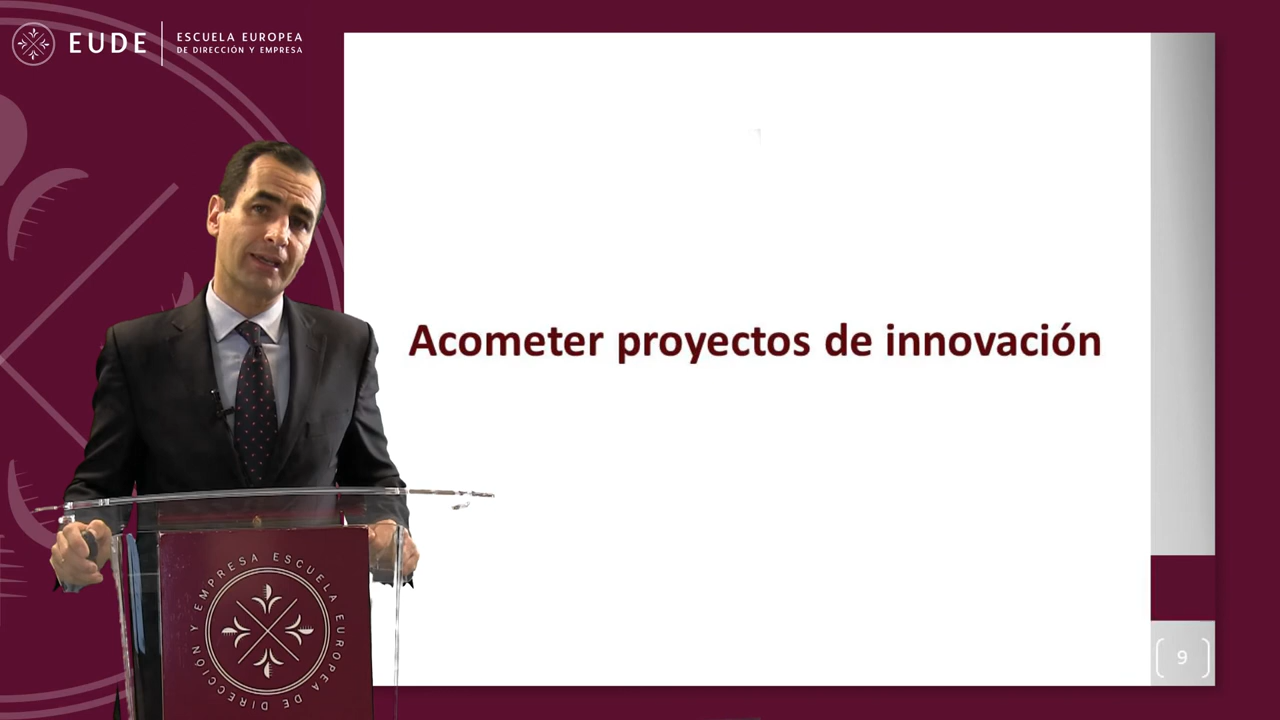 EUDE
ESCUELA EUROPEA
DE DIRECCIÓN Y EMPRESA
Acometer proyectos de innovación
ESCUELA EUROPEA DE DIRECCIÓN Y EMPRESA
9